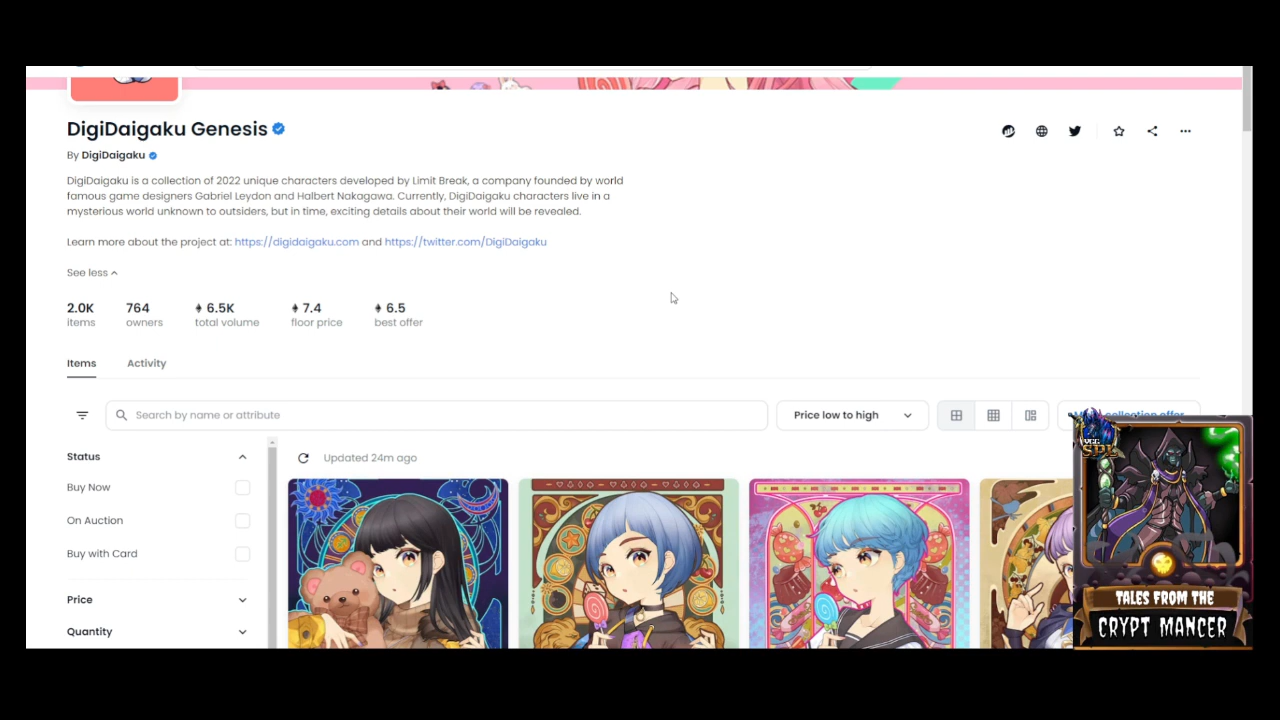 DigiDaigaku Genesis
By DigiDaigaku
DigiDaigaku is a collection of 2022 unique characters developed by Limit Break, a company founded by world
famous game designers Gabriel Leydon and Halbert Nakagawa. Currently, DigiDaigaku characters live in a
mysterious world unknown to outsiders, but in time, exciting details about their world will be revealed.
Learn more about the project at: https://digidaigaku.com and https://twitter.com/DigiDaigaku
See less
2.0K 764 6.5K 7.4 6.5
items owners total volume floor price best offer
Items Activity
Search by name or attribute Price low to high collection offer
Status Updated 24m ago
Buy Now
On Auction
Buy with Card
Price
Quantity
SPL
TALES FROM THE
CRYPT MANCER